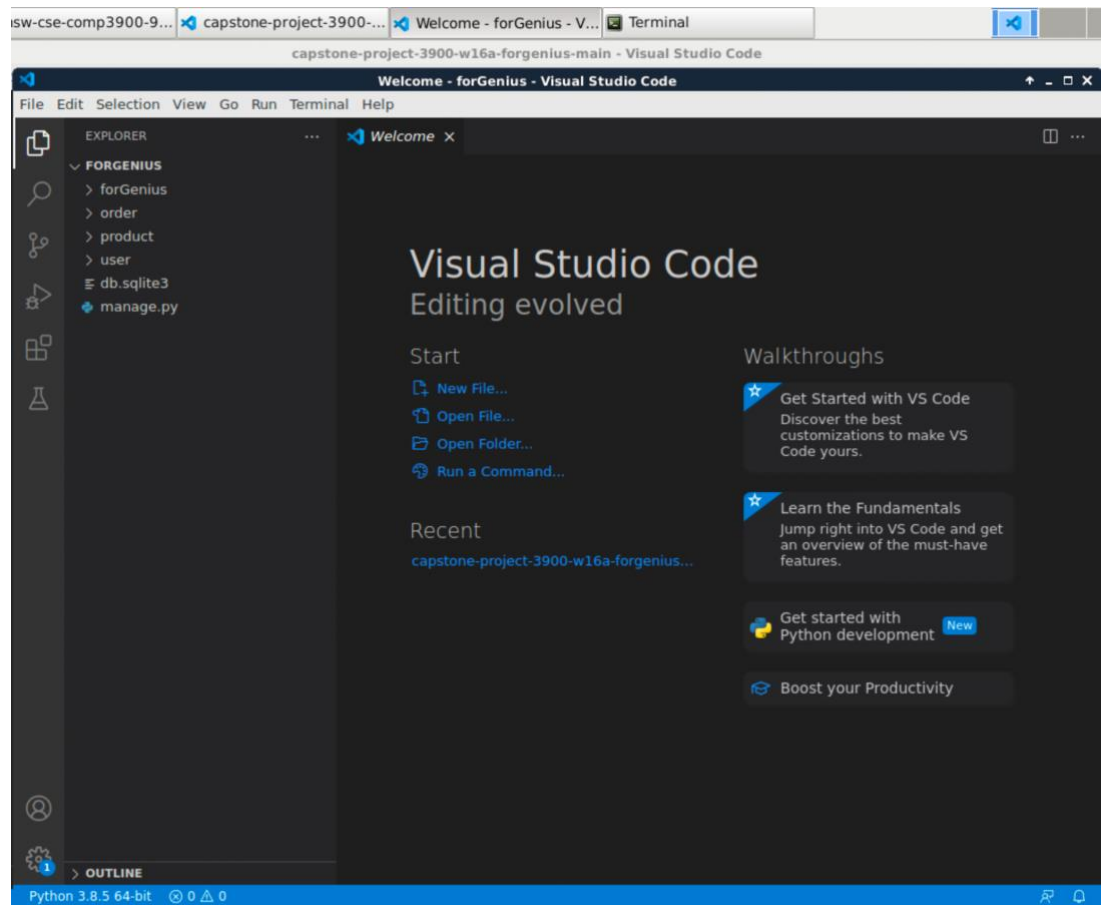 sw-cse-comp3900-9... capstone-project-3900-... Welcome - forGenius - V... Terminal
capstone-project-3900-w16a-forgenius-main - Visual Studio Code
Welcome - forGenius - Visual Studio Code
File Edit Selection View Go Run Terminal Help
EXPLORER
Welcome
FORGENIUS
forGenius
order
product
user
db.sqlite3
manage.py
Visual Studio Code
Editing evolved
Start
New File...
Open File...
Open Folder...
Run a Command...
Recent
capstone-project-3900-w16a-forgenius...
Walkthroughs
Get Started with VS Code
Discover the best
customizations to make VS
Code yours.
Learn the Fundamentals
Jump right into VS Code and get
an overview of the must-have
features.
Get started with
Python development New
Boost your Productivity
1
OUTLINE
Python 3.8.5 64-bit 0 0